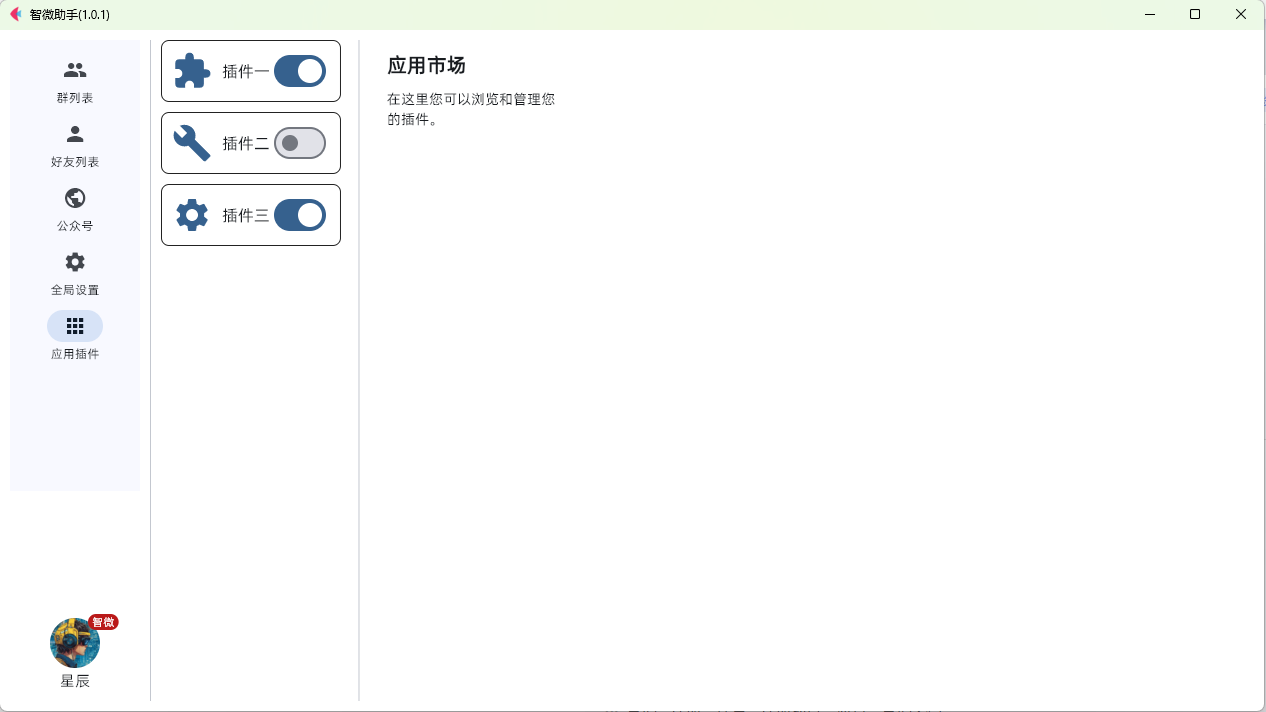 智微助手(1.0.1)
群列表
好友列表
公众号
全局设置
应用插件
智微
星辰
插件一
插件二
插件三
应用市场
在这里您可以浏览和管理您
的插件。